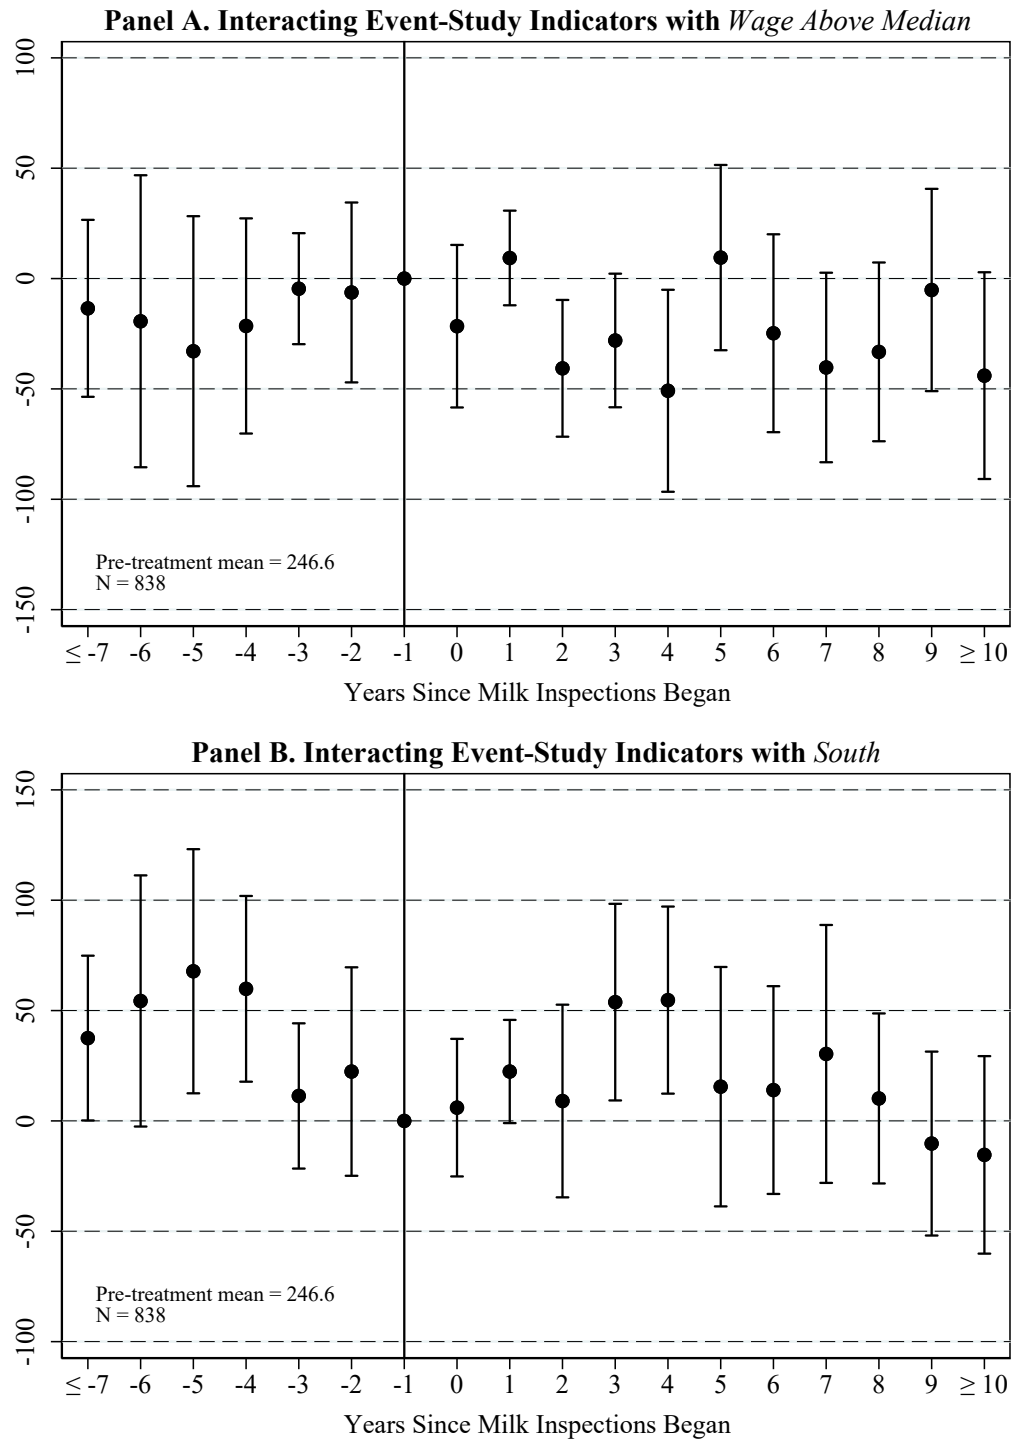 Panel A. Interacting Event-Study Indicators with Wage Above Median
100
50
0
-50
-100
-150
Pre-treatment mean = 246.6
N = 838
≤ -7 -6 -5 -4 -3 -2 -1 0 1 2 3 4 5 6 7 8 9 ≥ 10
Years Since Milk Inspections Began
Panel B. Interacting Event-Study Indicators with South
150
100
50
0
-50
-100
Pre-treatment mean = 246.6
N = 838
≤ -7 -6 -5 -4 -3 -2 -1 0 1 2 3 4 5 6 7 8 9 ≥ 10
Years Since Milk Inspections Began